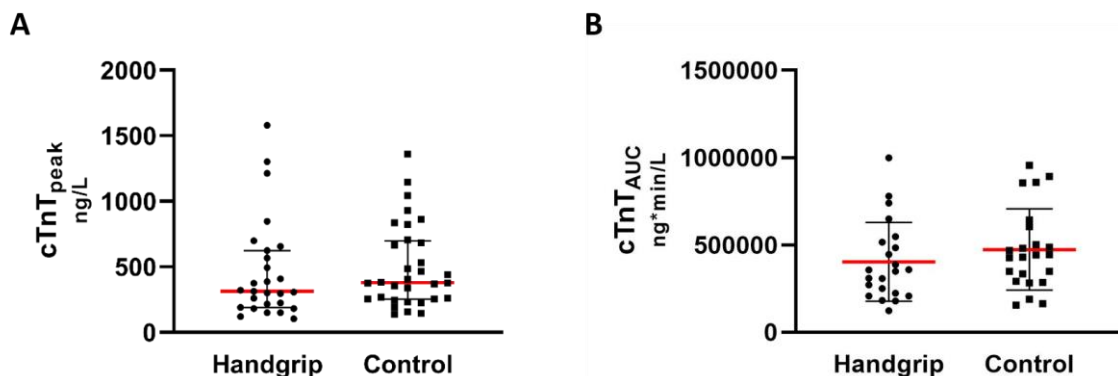 A
cTnTpeak
ng/L
2000
1500
1000
500
0
Handgrip Control
B
cTnTAUC
ng*min/L
1500000
1000000
500000
0
Handgrip Control